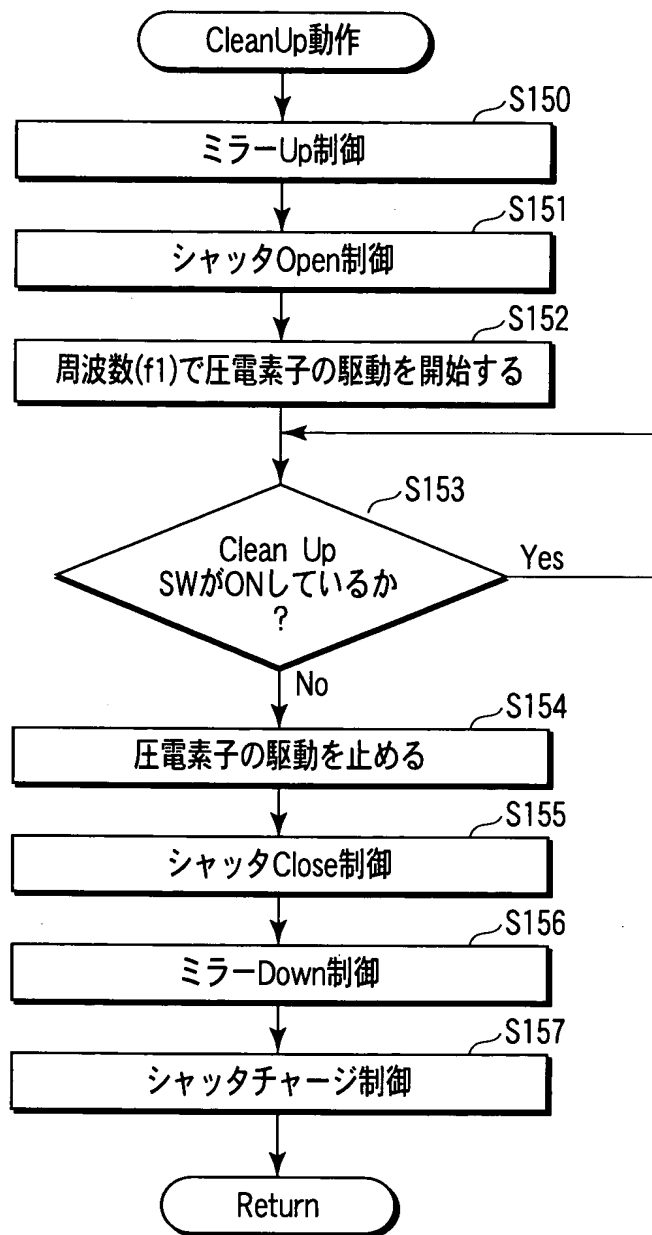 CleanUp動作
S150
ミラーUp制御
S151
シャッタOpen制御
S152
周波数(f1)で圧電素子の駆動を開始する
S153
Clean Up
SWがONしているか
?
Yes
No
S154
圧電素子の駆動を止める
S155
シャッタClose制御
S156
ミラーDown制御
S157
シャッタチャージ制御
Return